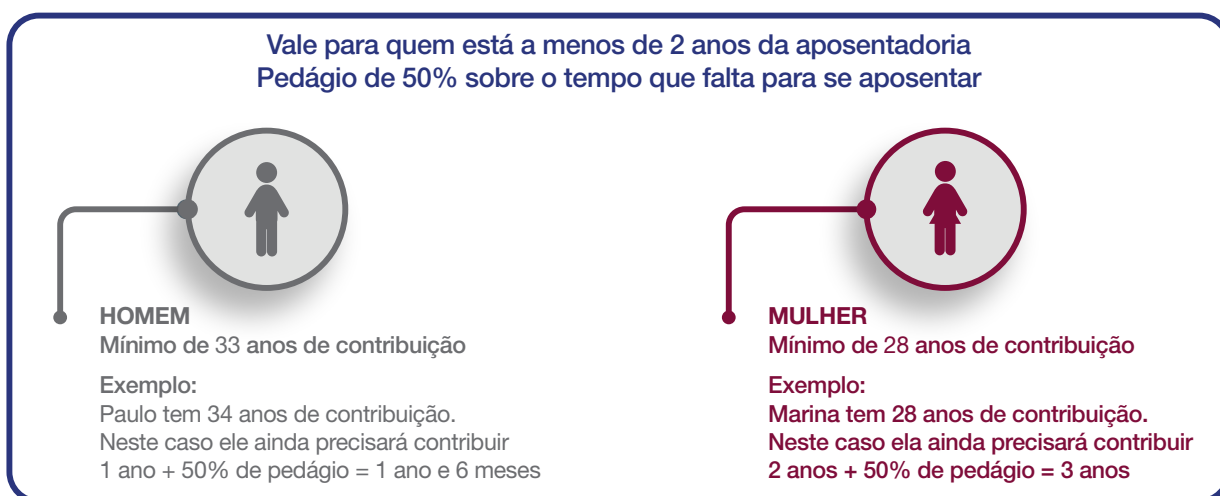 Vale para quem está a menos de 2 anos da aposentadoria
Pedágio de 50% sobre o tempo que falta para se aposentar
HOMEM
Mínimo de 33 anos de contribuição
Exemplo:
Paulo tem 34 anos de contribuição.
Neste caso ele ainda precisará contribuir
1 ano + 50% de pedágio = 1 ano e 6 meses
MULHER
Mínimo de 28 anos de contribuição
Exemplo:
Marina tem 28 anos de contribuição.
Neste caso ela ainda precisará contribuir
2 anos + 50% de pedágio = 3 anos